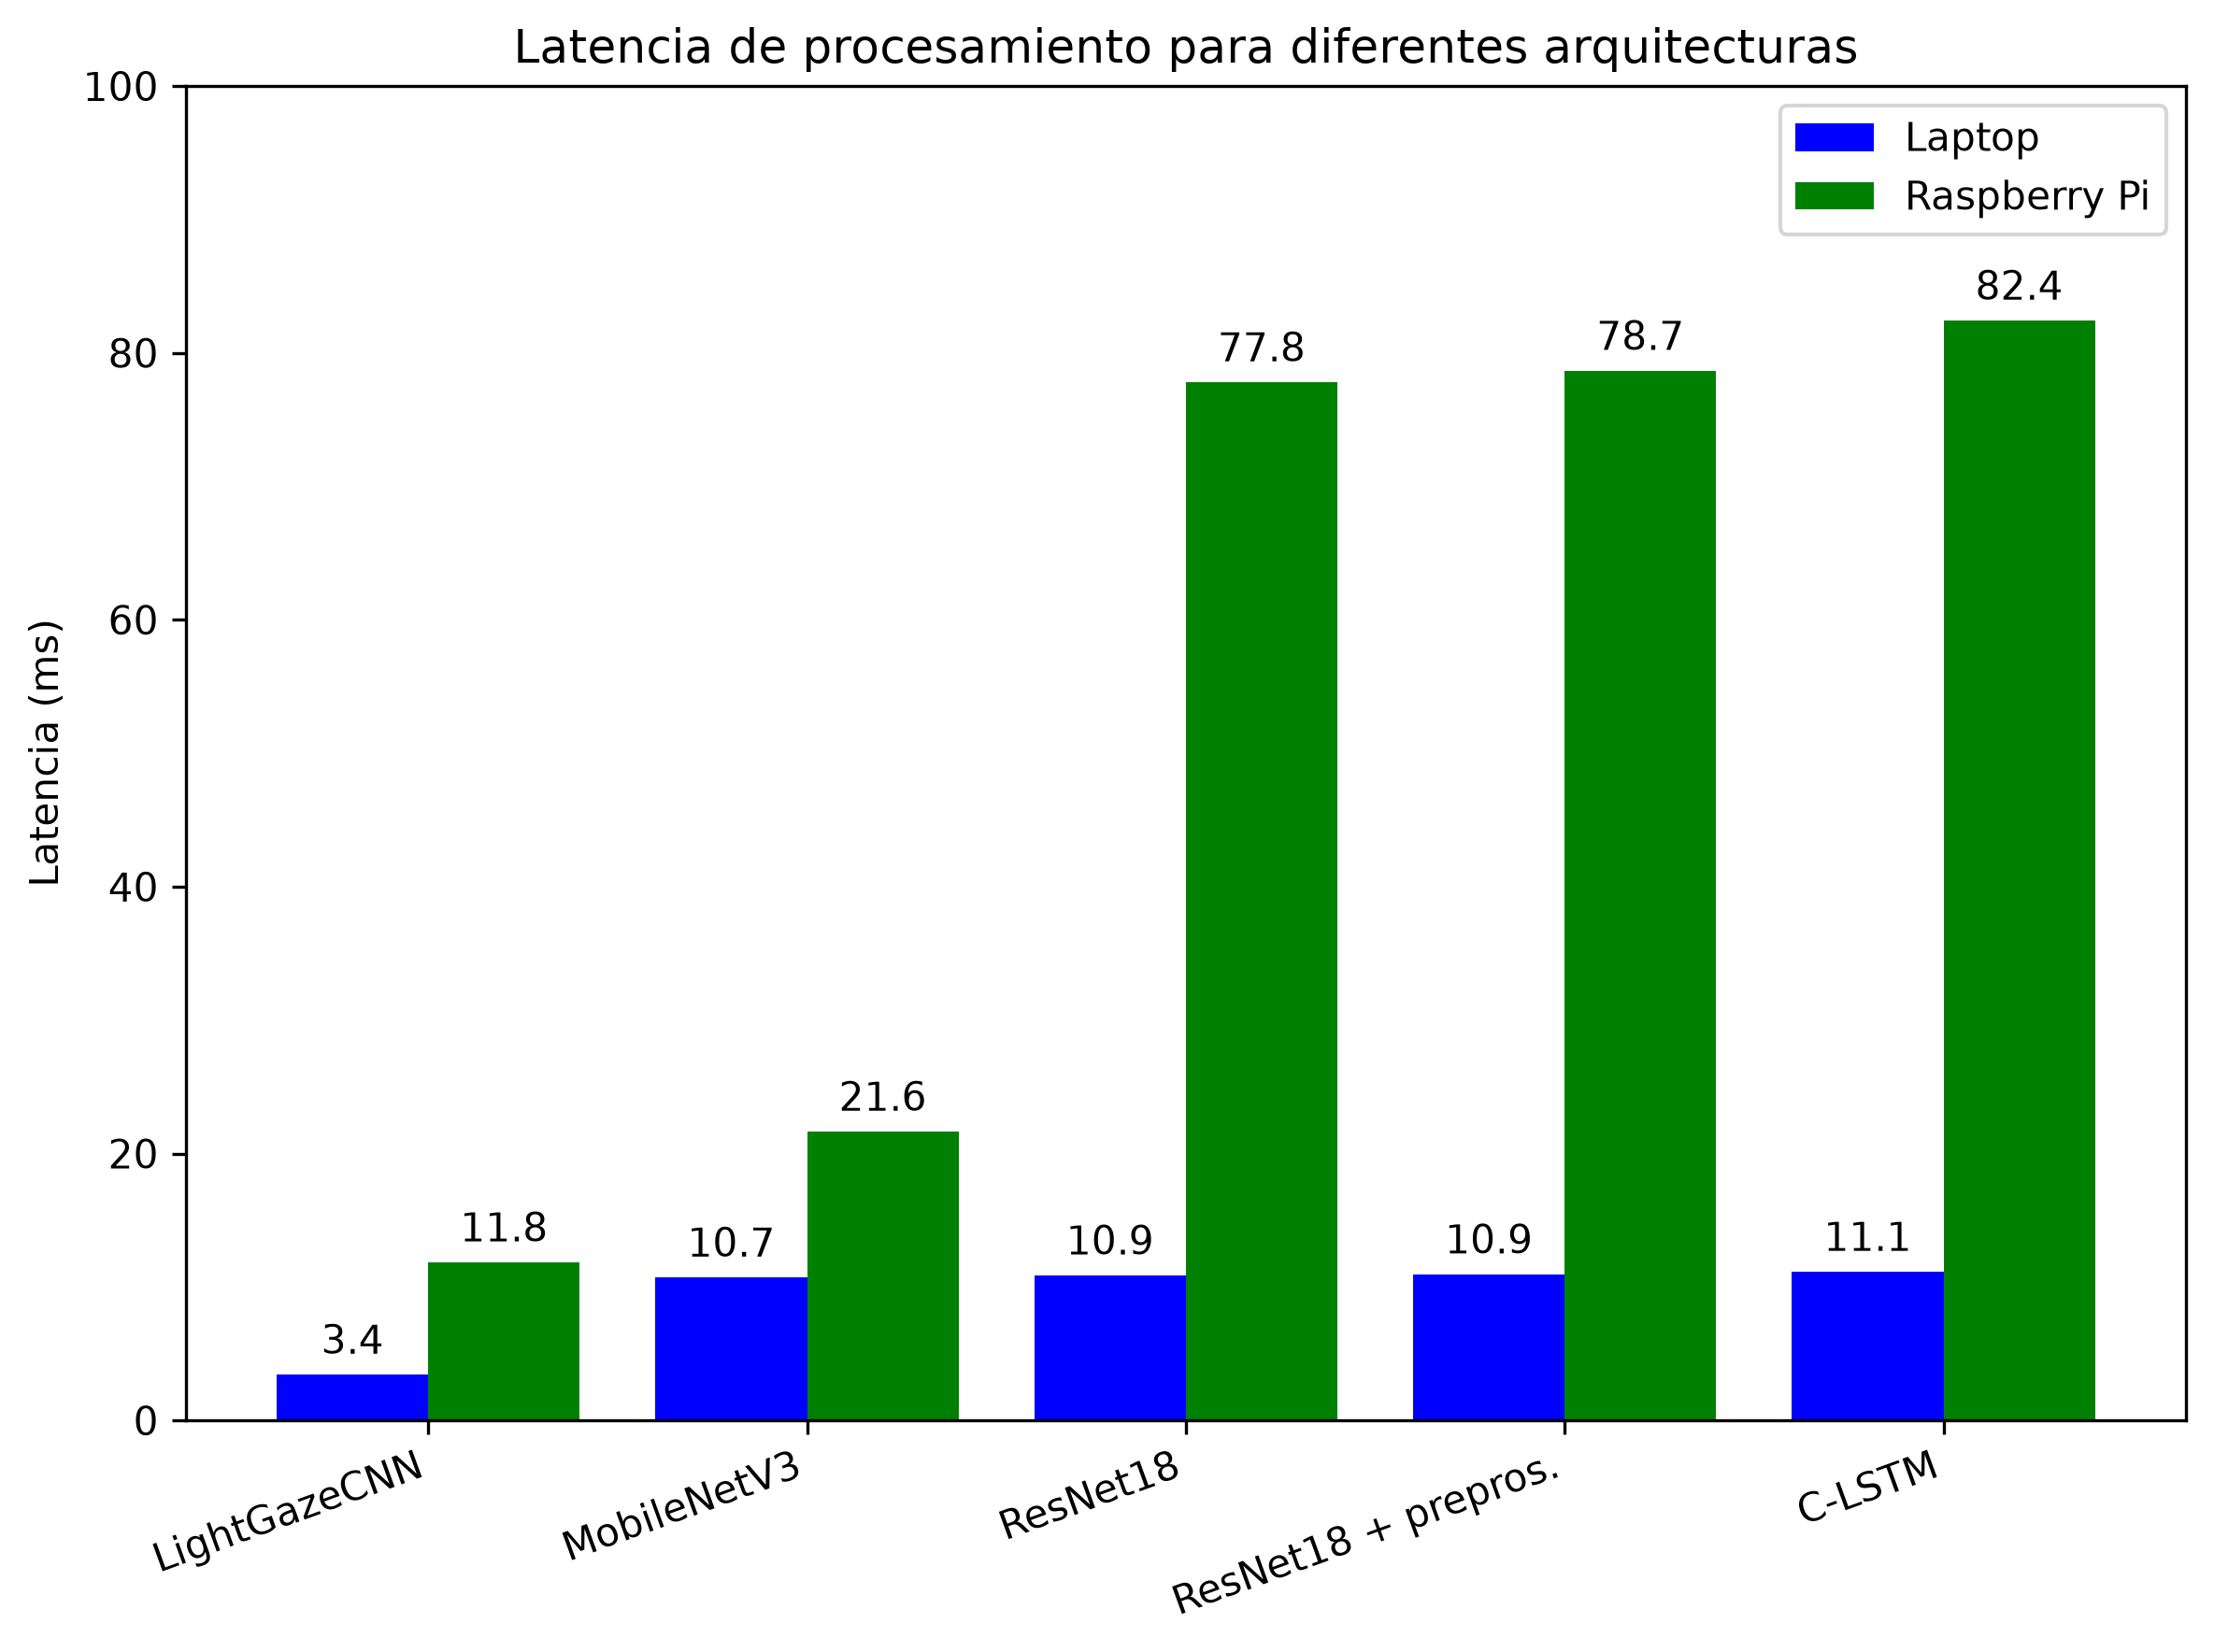 Latencia de procesamiento para diferentes arquitecturas
Latencia (ms)
100
80
60
40
20
0
Laptop
Raspberry Pi
3.4
11.8
10.7
21.6
10.9
77.8
10.9
78.7
11.1
82.4
LightGazeCNN
MobileNetV3
ResNet18
ResNet18 + prepros.
C-LSTM